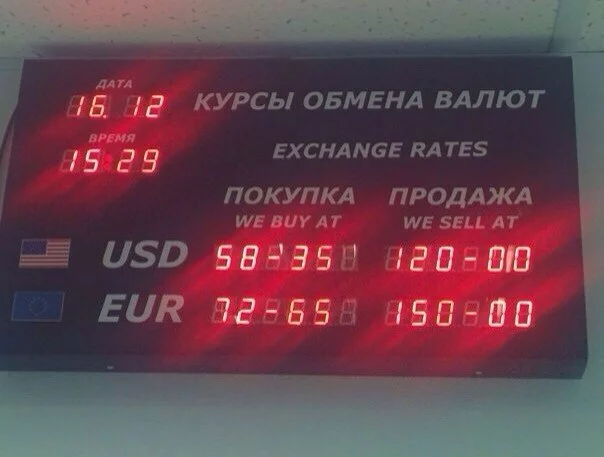 ДАТА
16.12
КУРСЫ ОБМЕНА ВАЛЮТ
ВРЕМЯ
15:29
EXCHANGE RATES
ПОКУПКА ПРОДАЖА
WE BUY AT WE SELL AT
USD 58-35 120-00
EUR 72-65 150-00